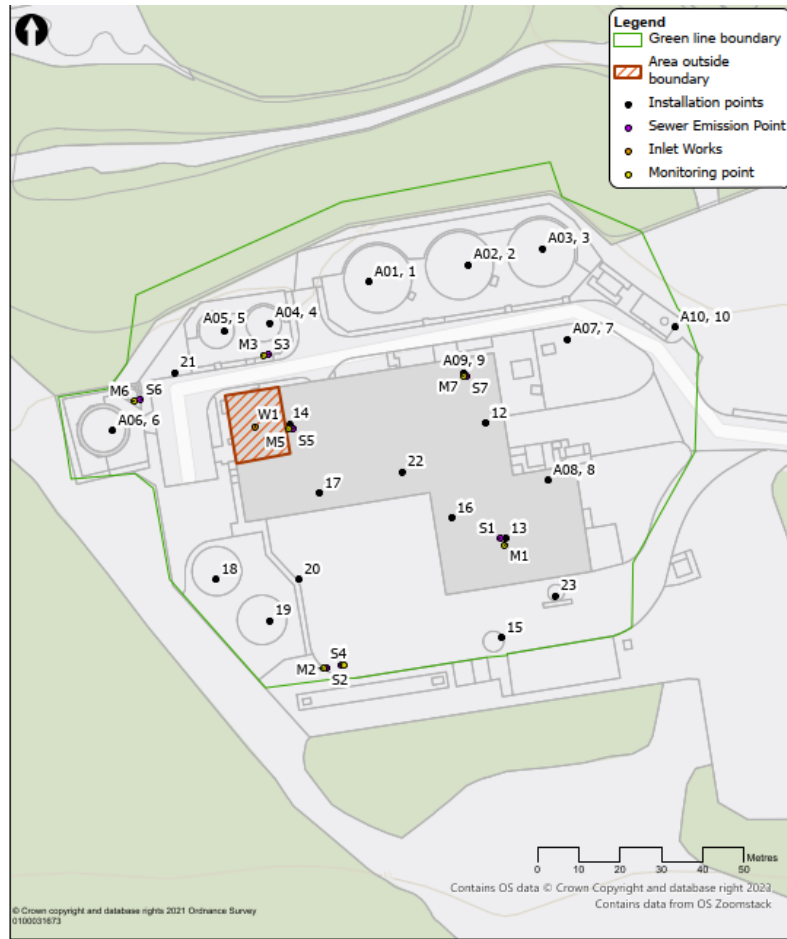 Legend
Green line boundary
Area outside
boundary
Installation points
Sewer Emission Point
Inlet Works
Monitoring point
A03, 3
A02, 2
A01, 1
A10, 10
A05, 5
A04, 4
A07, 7
M3
S3
21
A09, 9
M7
S7
M6
S6
A06, 6
W1
14
M5
S5
12
22
A08, 8
17
16
S1
13
M1
18
20
23
19
15
S4
M2
S2
0
10
20
30
40
50
Metres
Contains OS data © Crown Copyright and database right 2023
Contains data from OS Zoomstack
© Crown copyright and database rights 2021 Ordnance Survey
0100031673